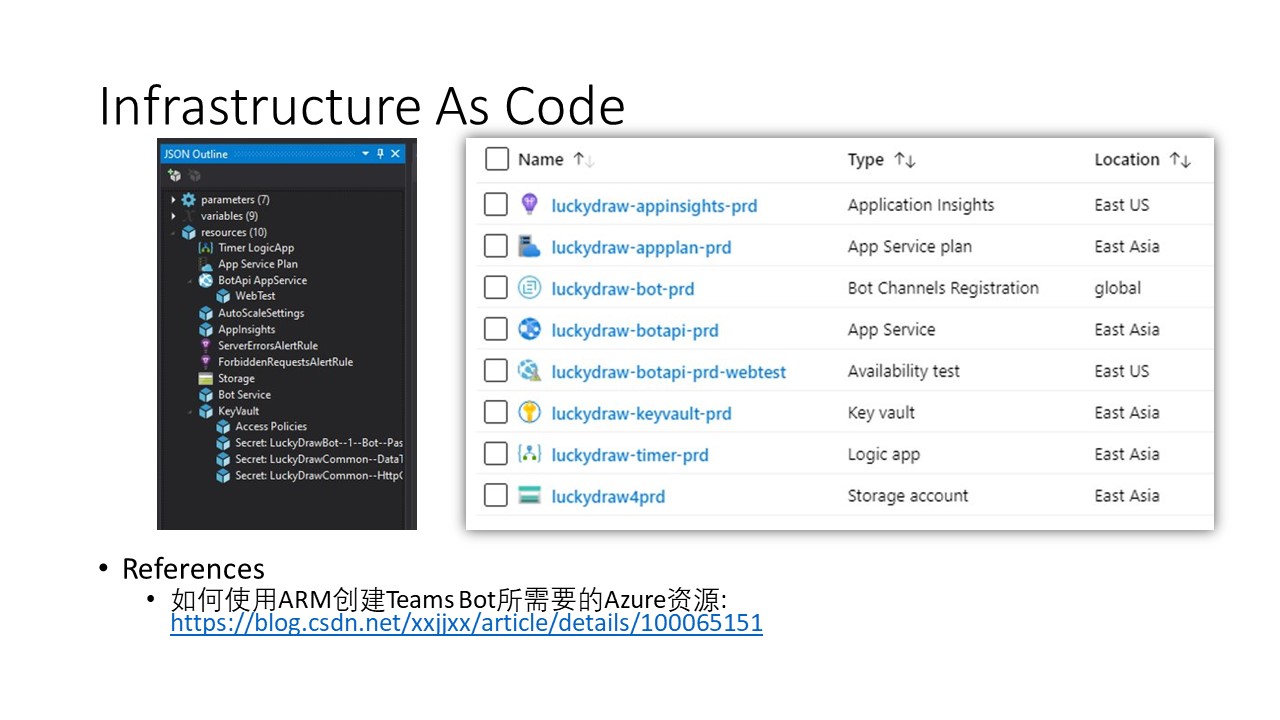 Infrastructure As Code
JSON Outline
parameters (7)
variables (9)
resources (10)
Timer LogicApp
App Service Plan
BotApi AppService
WebTest
AutoScaleSettings
AppInsights
ServerErrorsAlertRule
ForbiddenRequestsAlertRule
Storage
Bot Service
KeyVault
Access Policies
Secret: LuckyDrawBot--1--Bot--Pas
Secret: LuckyDrawCommon--DataT
Secret: LuckyDrawCommon--HttpC
Name Type Location
luckydraw-appinsights-prd Application Insights East US
luckydraw-appplan-prd App Service plan East Asia
luckydraw-bot-prd Bot Channels Registration global
luckydraw-botapi-prd App Service East Asia
luckydraw-botapi-prd-webtest Availability test East US
luckydraw-keyvault-prd Key vault East Asia
luckydraw-timer-prd Logic app East Asia
luckydraw4prd Storage account East Asia
• References
• 如何使用ARM创建Teams Bot所需要的Azure资源:
https://blog.csdn.net/xxjjxx/article/details/100065151